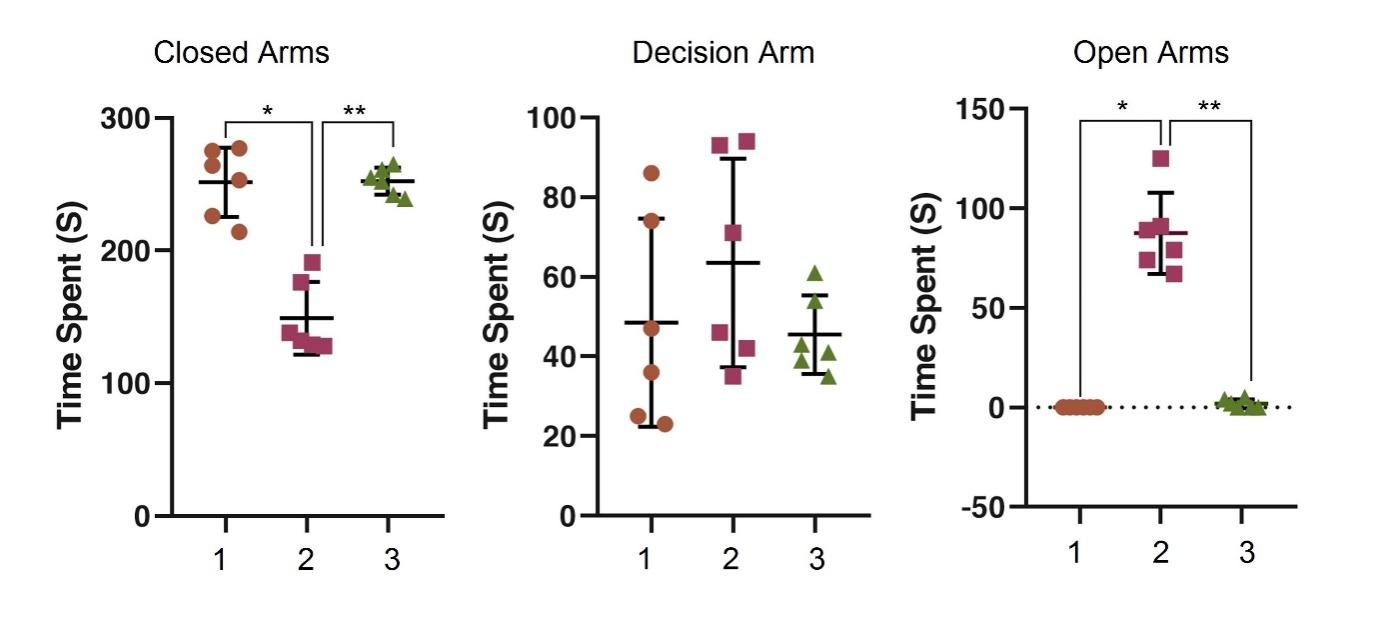 Closed Arms
Time Spent (S)
300
200
100
0
* **
1 2 3
Decision Arm
Time Spent (S)
100
80
60
40
20
0
1 2 3
Open Arms
Time Spent (S)
150
100
50
0
-50
* **
1 2 3